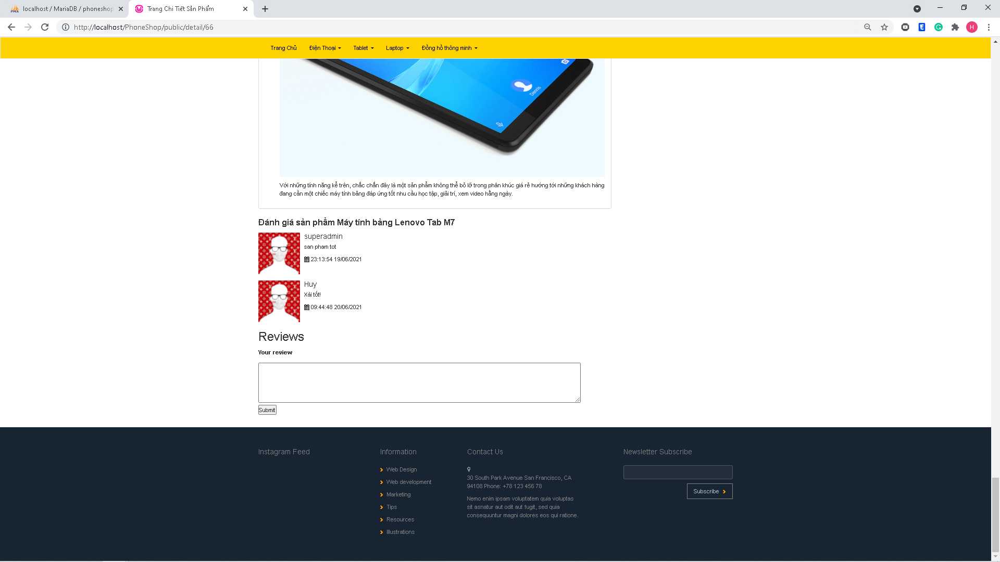 localhost / MariaDB / phoneshop
Trang Chi Tiết Sản Phẩm
http://localhost/PhoneShop/public/detail/66
H
Trang Chủ Điện Thoại Tablet Laptop Đồng hồ thông minh
Dennis
Với những tính năng kể trên, chắc chắn đây là một sản phẩm không thể bỏ lỡ trong phân khúc giá rẻ hướng tới những khách hàng
đang cần một chiếc máy tính bảng đáp ứng tốt nhu cầu học tập, giải trí, xem video hằng ngày.
Đánh giá sản phẩm Máy tính bảng Lenovo Tab M7
superadmin
san pham tot
23:13:54 19/06/2021
Huy
Xài tốt!
09:44:48 20/06/2021
Reviews
Your review
Submit
Instagram Feed
Information
Web Design
Web development
Marketing
Tips
Resources
Illustrations
Contact Us
30 South Park Avenue San Francisco, CA
94108 Phone: +78 123 456 78
Nemo enim ipsam voluptatem quia voluptas
sit asnatur aut odit aut fugit, sed quia
consequuntur magni dolores eos qui ratione.
Newsletter Subscribe
Subscribe